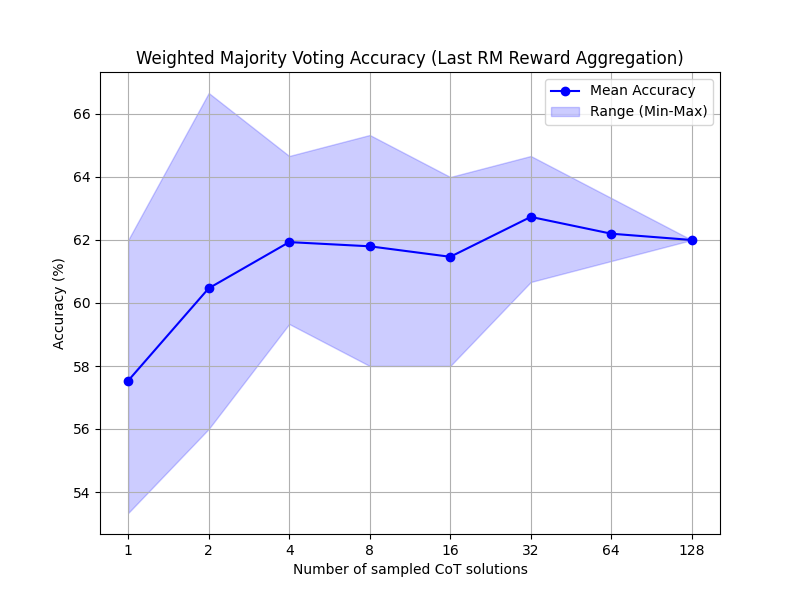 Weighted Majority Voting Accuracy (Last RM Reward Aggregation)
Mean Accuracy
Range (Min-Max)
Accuracy (%)
66
64
62
60
58
56
54
1 2 4 8 16 32 64 128
Number of sampled CoT solutions